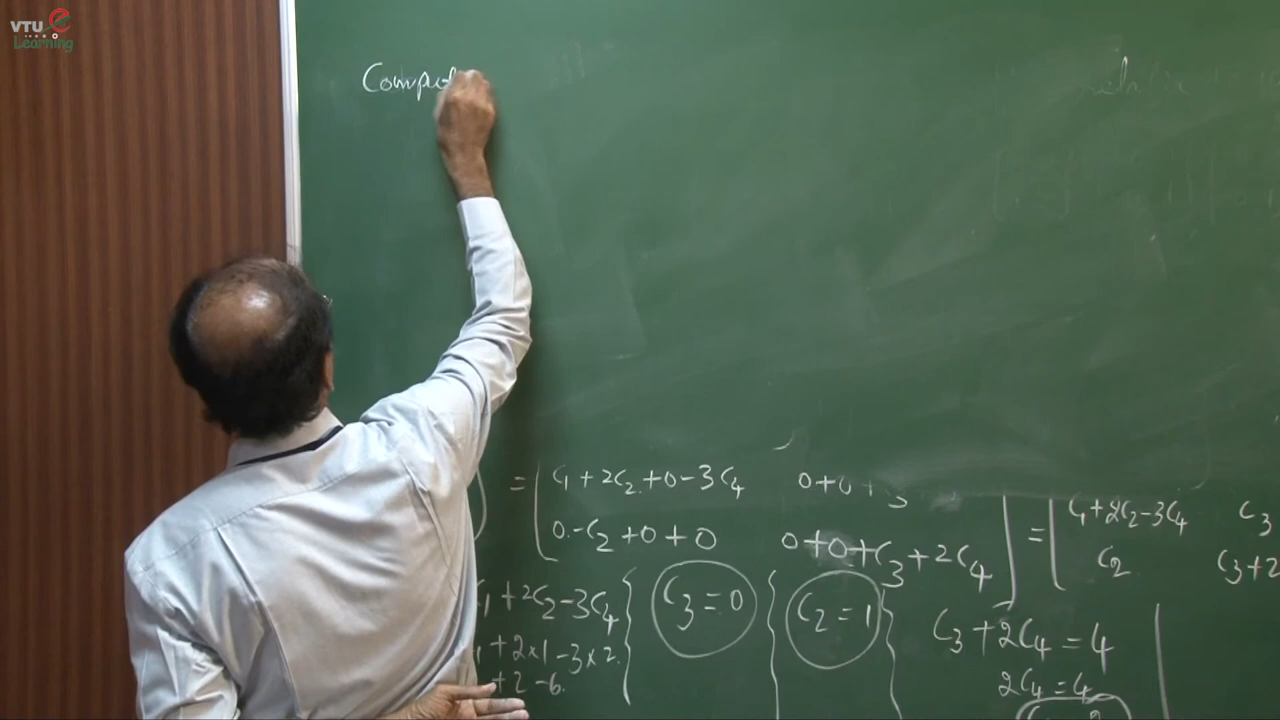 VTU e
Learning
Comput
= C₁ + 2C₂ + 0 - 3C₄ 0+0+
0 - C₂ + 0 + 0 0+0+C₃+2C₄
= C₁+2C₂-3C₄ C₃
C₂ C₃+2
C₁+2C₂-3C₄ C₃=0 C₂=1 C₃+2C₄=4
+2×1-3×2
+2-6. 2C₄=4